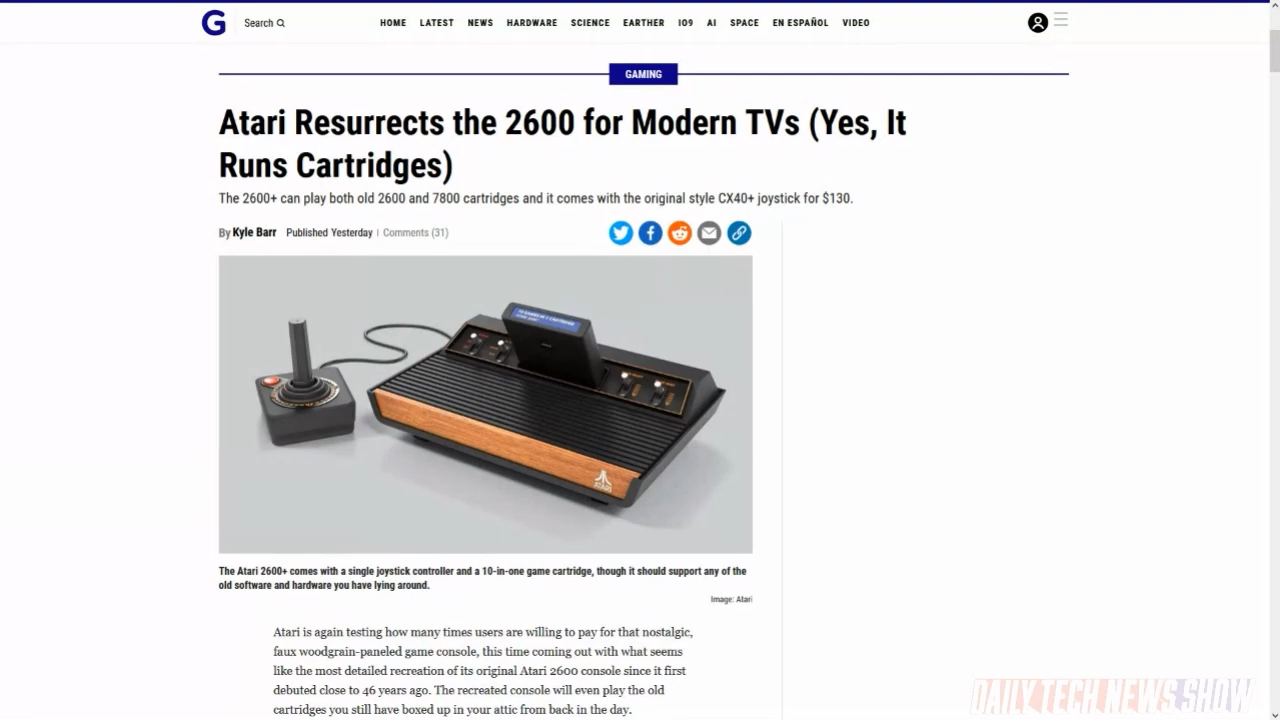 G Search HOME LATEST NEWS HARDWARE SCIENCE EARTHER IO9 AI SPACE EN ESPAÑOL VIDEO
GAMING
Atari Resurrects the 2600 for Modern TVs (Yes, It
Runs Cartridges)
The 2600+ can play both old 2600 and 7800 cartridges and it comes with the original style CX40+ joystick for $130.
By Kyle Barr Published Yesterday | Comments (31)
ATARI
The Atari 2600+ comes with a single joystick controller and a 10-in-one game cartridge, though it should support any of the
old software and hardware you have lying around.
Image: Atari
Atari is again testing how many times users are willing to pay for that nostalgic,
faux woodgrain-paneled game console, this time coming out with what seems
like the most detailed recreation of its original Atari 2600 console since it first
debuted close to 46 years ago. The recreated console will even play the old
cartridges you still have boxed up in your attic from back in the day.
DAILY TECH NEWS SHOW